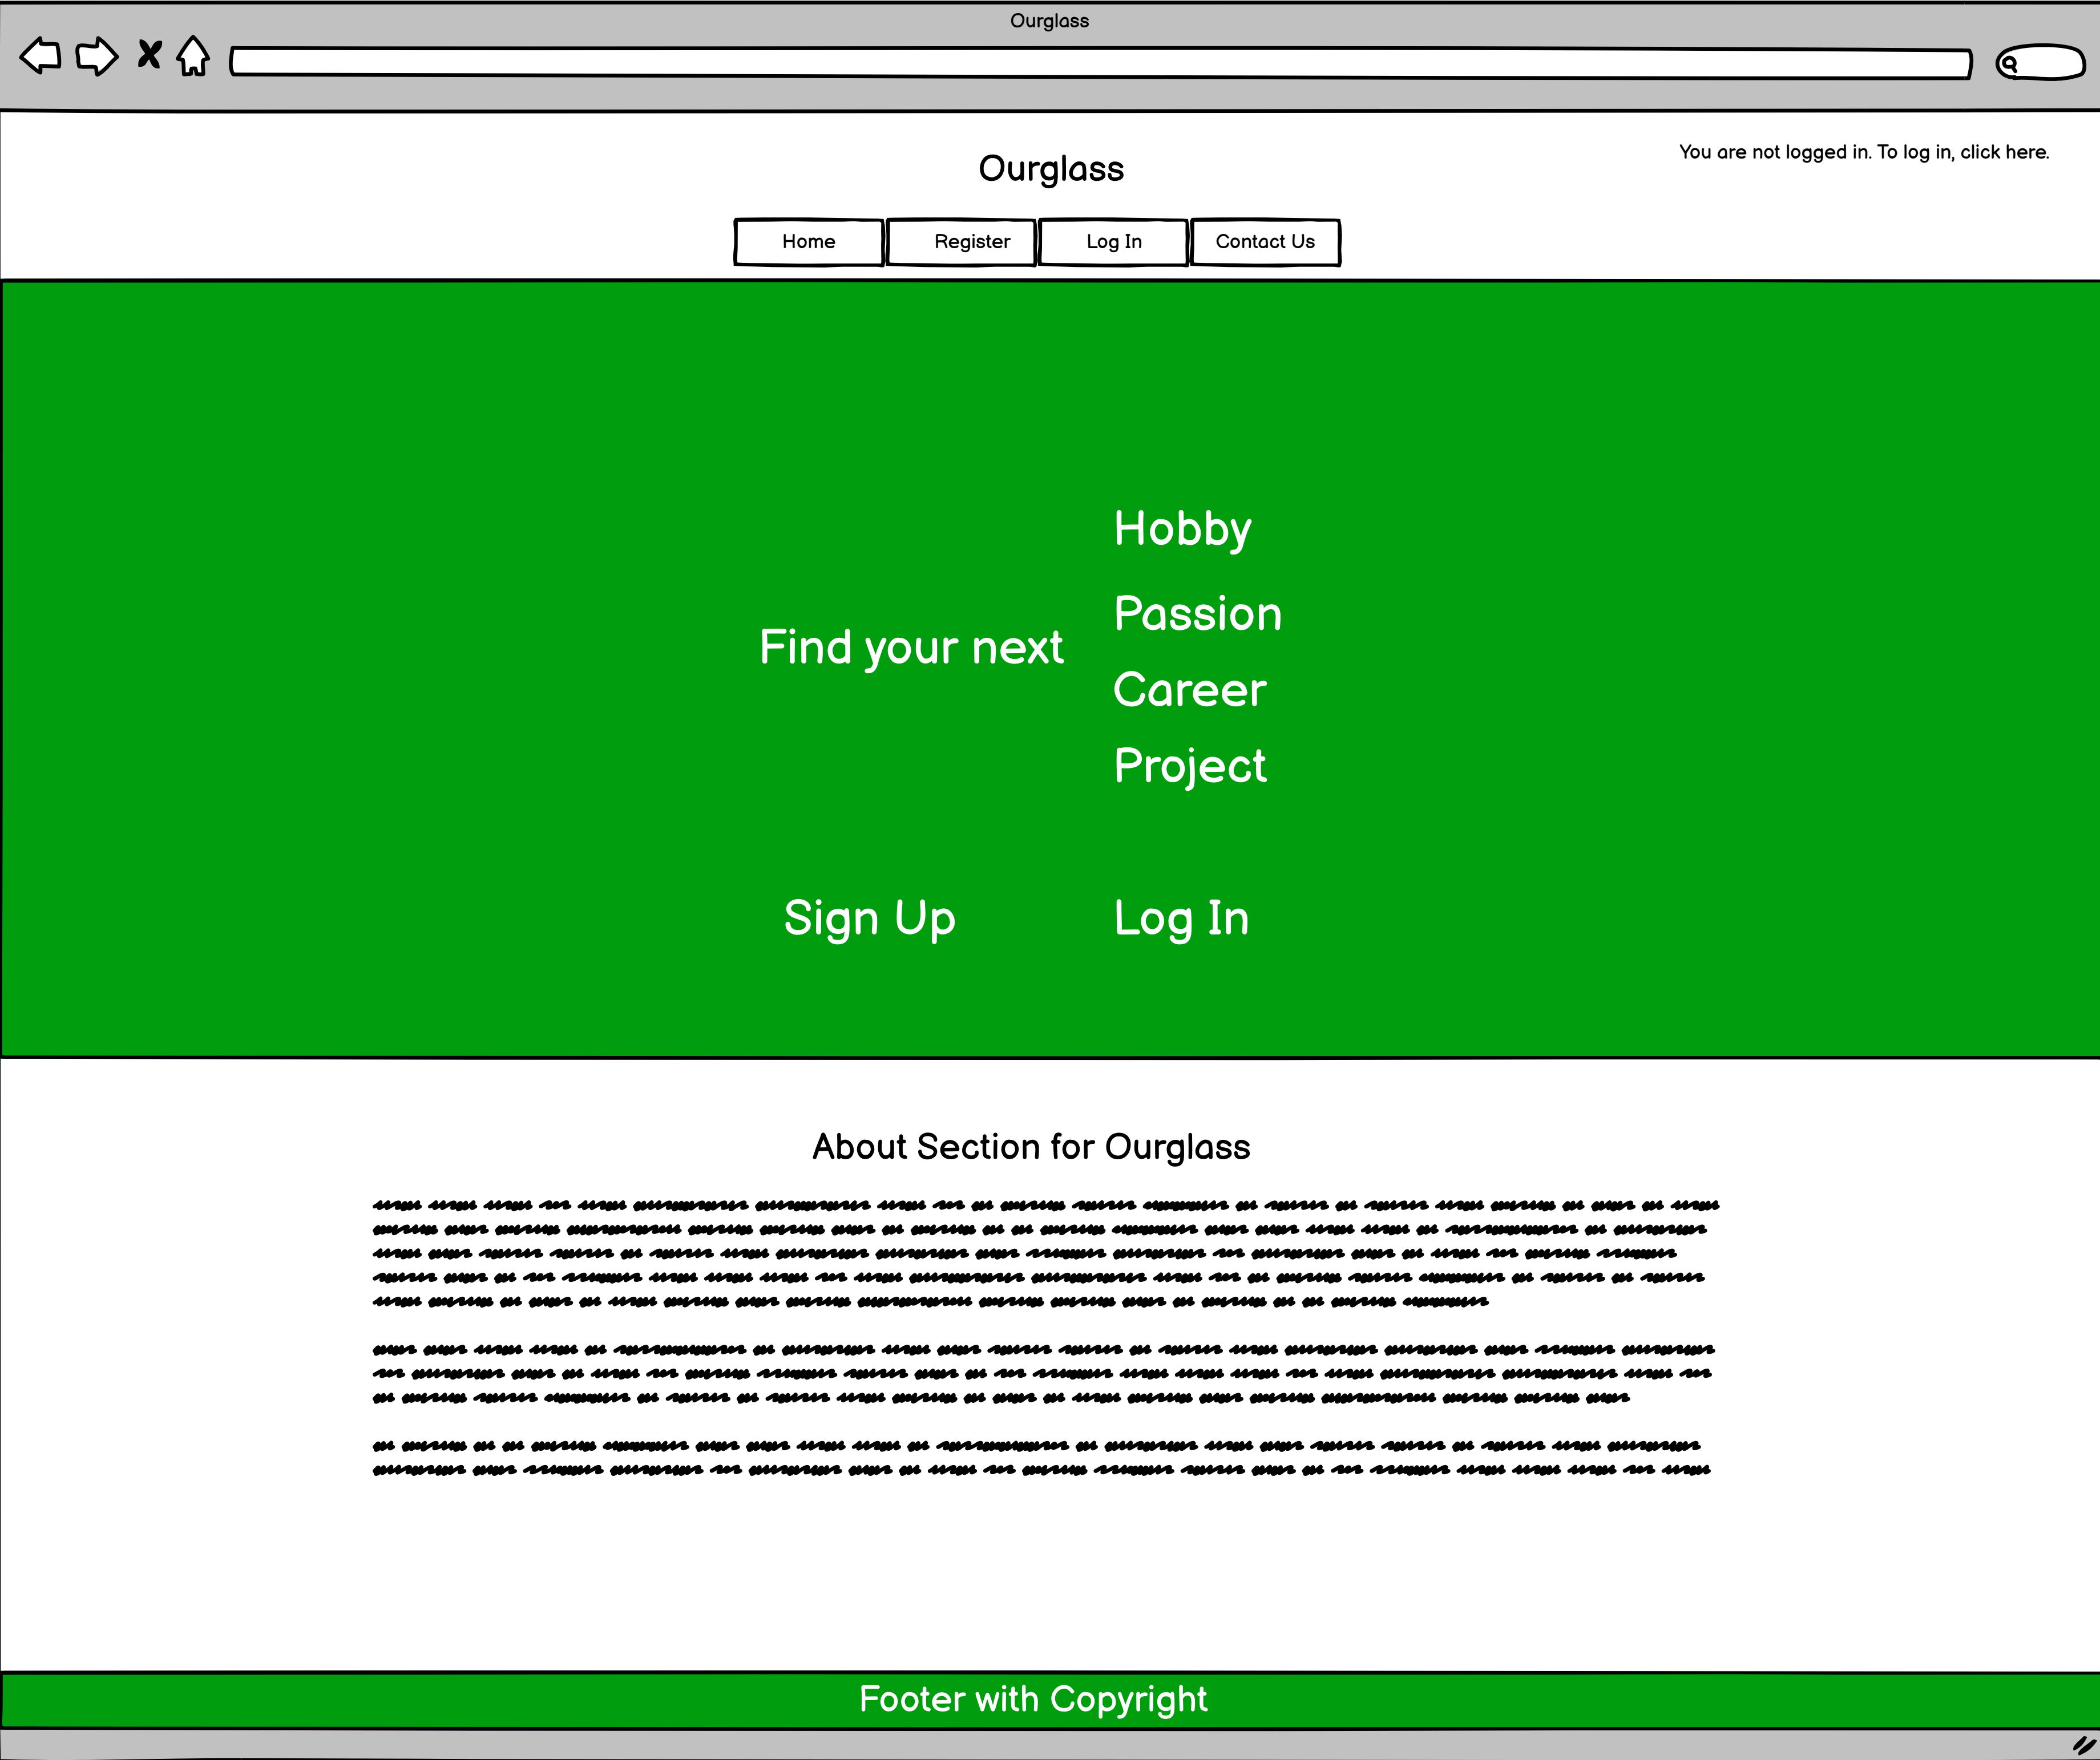 Ourglass
You are not logged in. To log in, click here.
Ourglass
Home
Register
Log In
Contact Us
Hobby
Passion
Find your next
Career
Project
Sign Up
Log In
About Section for Ourglass
Footer with Copyright